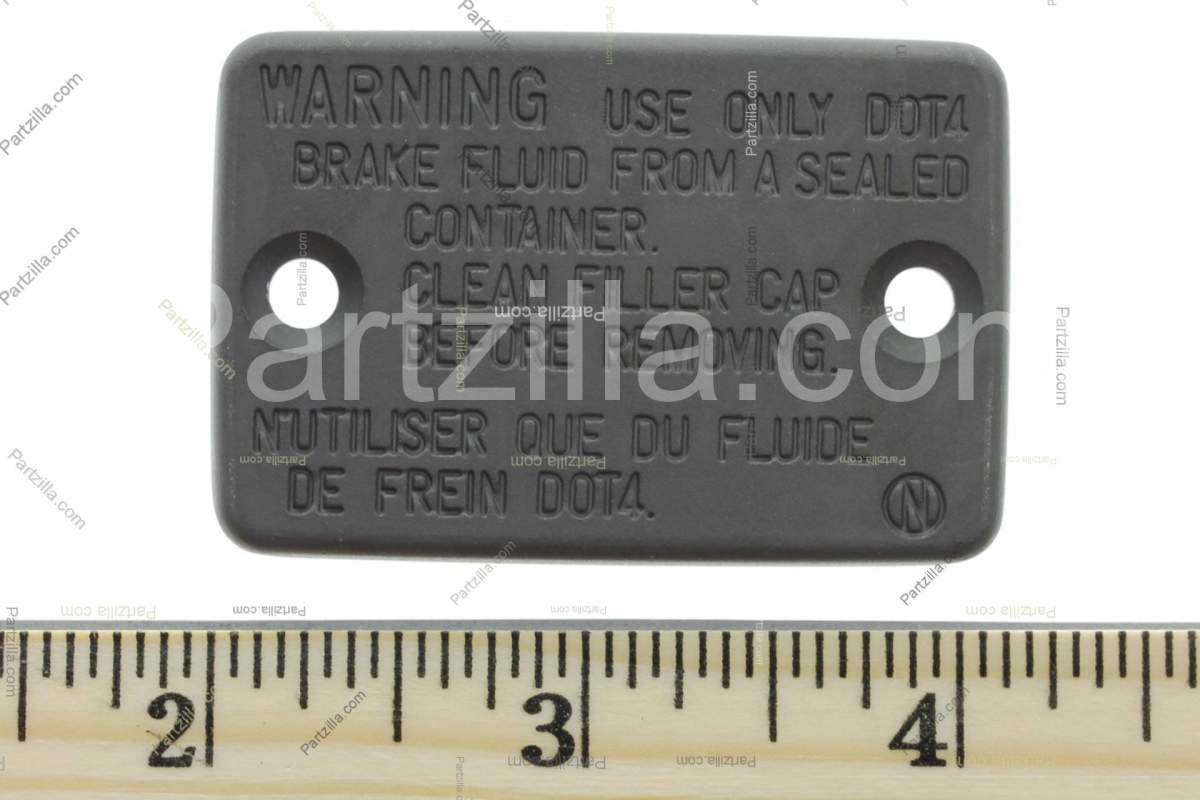 WARNING USE ONLY DOT4
BRAKE FLUID FROM A SEALED
CONTAINER.
CLEAN FILLER CAP
BEFORE REMOVING.
N'UTILISER QUE DU FLUIDE
DE FREIN DOT4.
N
Partzilla.com
2 3 4